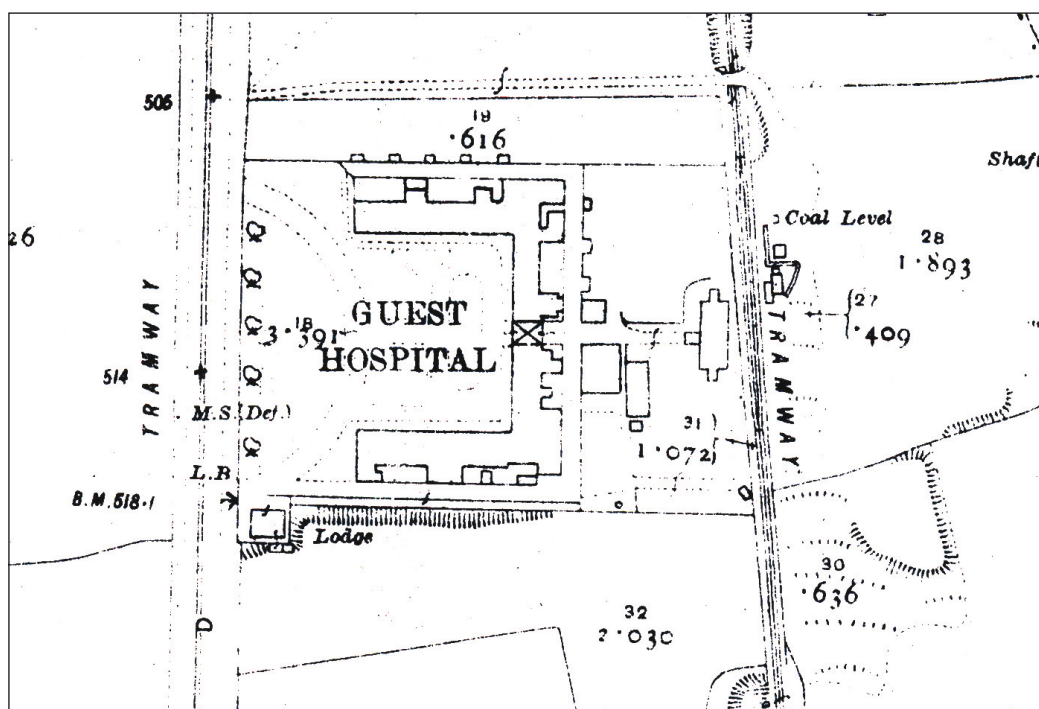 506
19
·616
Shaft
Coal Level
26
28
1·893
TRAMWAY
GUEST
HOSPITAL
18
3·391
27
·409
TRAMWAY
514
M.S.(Def.)
31
1·072
L.B
B.M.518·1
Lodge
30
·636
32
2·030
D